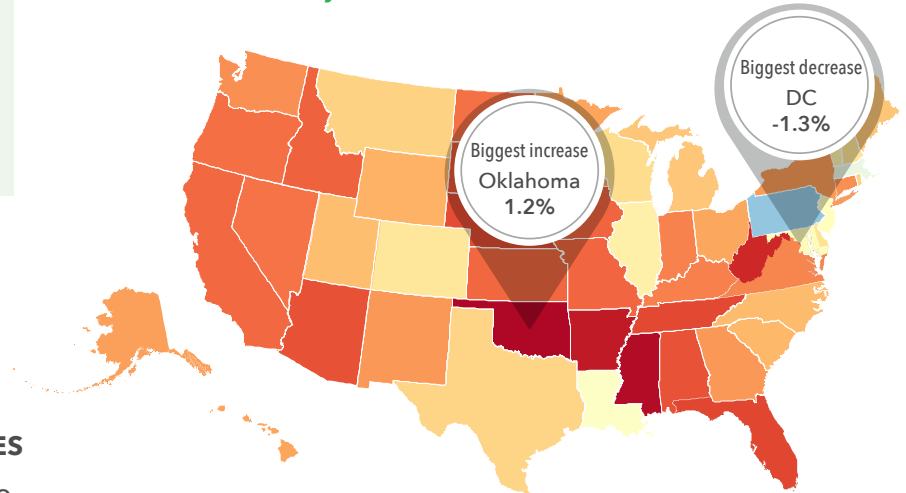 Biggest decrease
DC
-1.3%
Biggest increase
Oklahoma
1.2%
ES